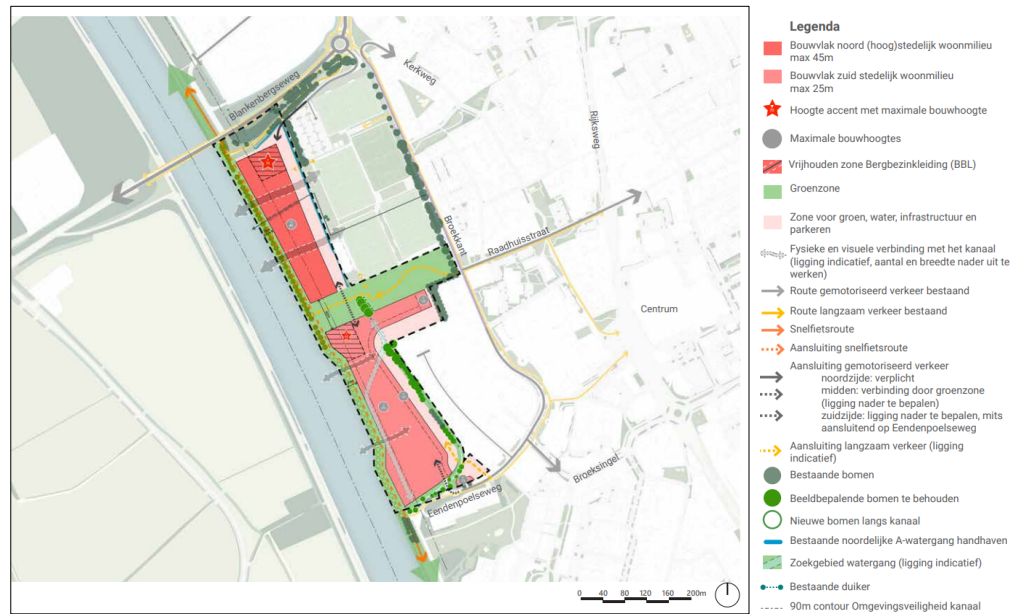 Blankenbergseweg
Kerkweg
Rijksweg
Broekkant
Raadhuisstraat
Centrum
Broeksingel
Eendenpoelseweg
0 40 80 120 160 200m
Legenda
Bouwvlak noord (hoog)stedelijk woonmilieu
max 45m
Bouwvlak zuid stedelijk woonmilieu
max 25m
Hoogte accent met maximale bouwhoogte
Maximale bouwhoogtes
Vrijhouden zone Bergbezinkleiding (BBL)
Groenzone
Zone voor groen, water, infrastructuur en
parkeren
Fysieke en visuele verbinding met het kanaal
(ligging indicatief, aantal en breedte nader uit te
werken)
Route gemotoriseerd verkeer bestaand
Route langzaam verkeer bestaand
Snelfietsroute
Aansluiting snelfietsroute
Aansluiting gemotoriseerd verkeer
noordzijde: verplicht
midden: verbinding door groenzone
(ligging nader te bepalen)
zuidzijde: ligging nader te bepalen, mits
aansluitend op Eendenpoelseweg
Aansluiting langzaam verkeer (ligging
indicatief)
Bestaande bomen
Beeldbepalende bomen te behouden
Nieuwe bomen langs kanaal
Bestaande noordelijke A-watergang handhaven
Zoekgebied watergang (ligging indicatief)
Bestaande duiker
90m contour Omgevingsveiligheid kanaal